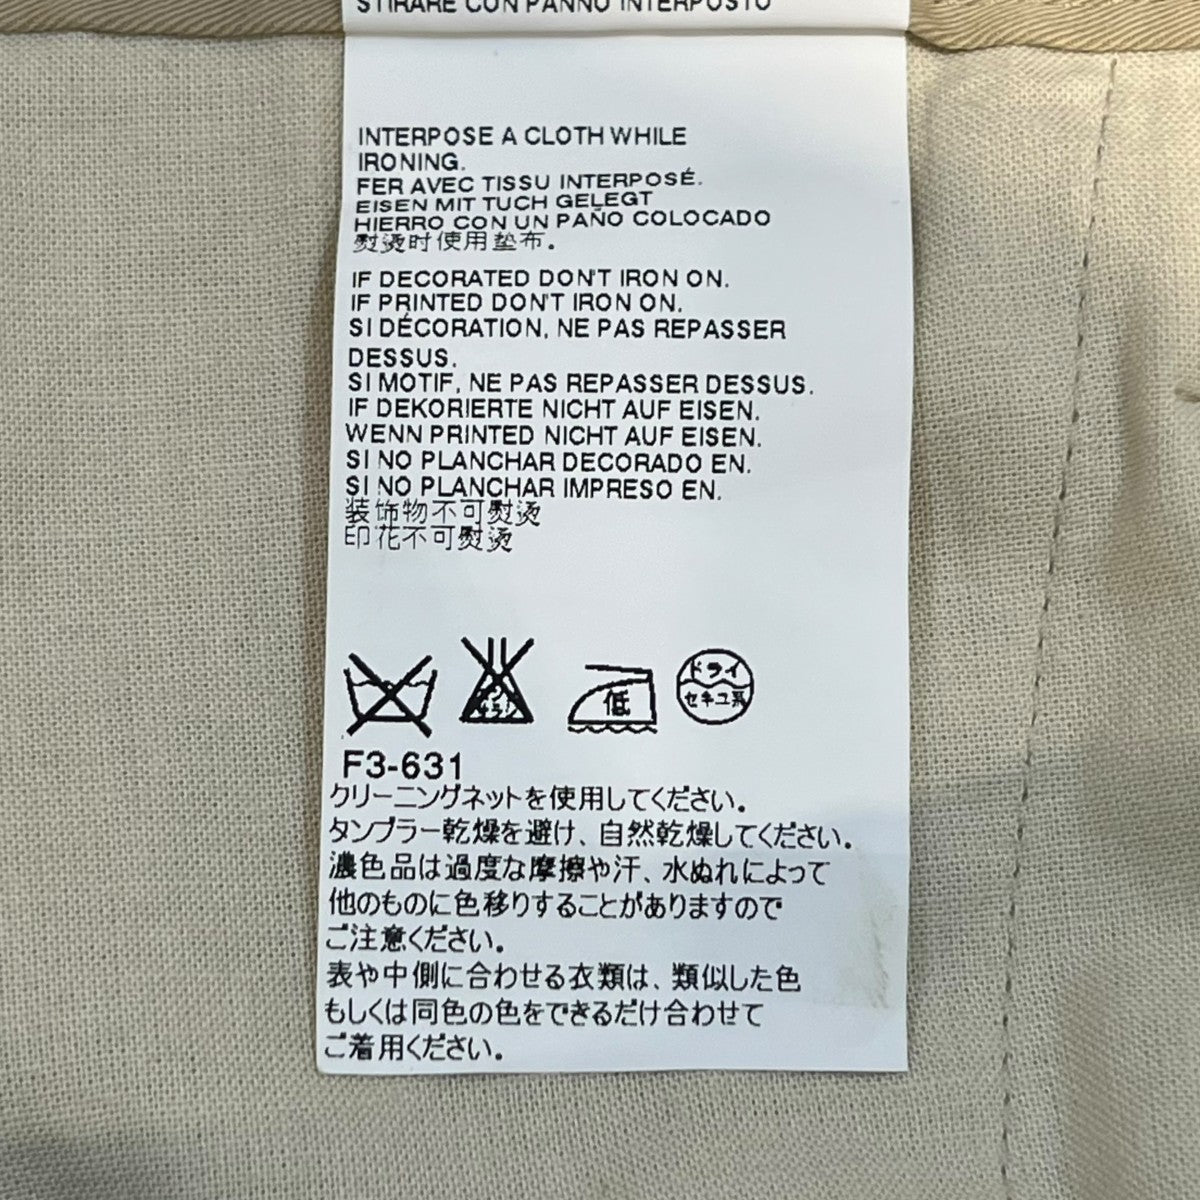 STIRARE CON PANNO INTERPOSTO
INTERPOSE A CLOTH WHILE
IRONING.
FER AVEC TISSU INTERPOSÉ.
EISEN MIT TUCH GELEGT
HIERRO CON UN PAÑO COLOCADO
熨烫时使用垫布。
IF DECORATED DON'T IRON ON.
IF PRINTED DON'T IRON ON.
SI DÉCORATION, NE PAS REPASSER
DESSUS.
SI MOTIF, NE PAS REPASSER DESSUS.
IF DEKORIERTE NICHT AUF EISEN.
WENN PRINTED NICHT AUF EISEN.
SI NO PLANCHAR DECORADO EN.
SI NO PLANCHAR IMPRESO EN.
装饰物不可熨烫
印花不可熨烫
低
ドライ
セキユ系
F3-631
クリーニングネットを使用してください。
タンブラー乾燥を避け、自然乾燥してください。
濃色品は過度な摩擦や汗、水ぬれによって
他のものに色移りすることがありますので
ご注意ください。
表や中側に合わせる衣類は、類似した色
もしくは同色の色をできるだけ合わせて
ご着用ください。